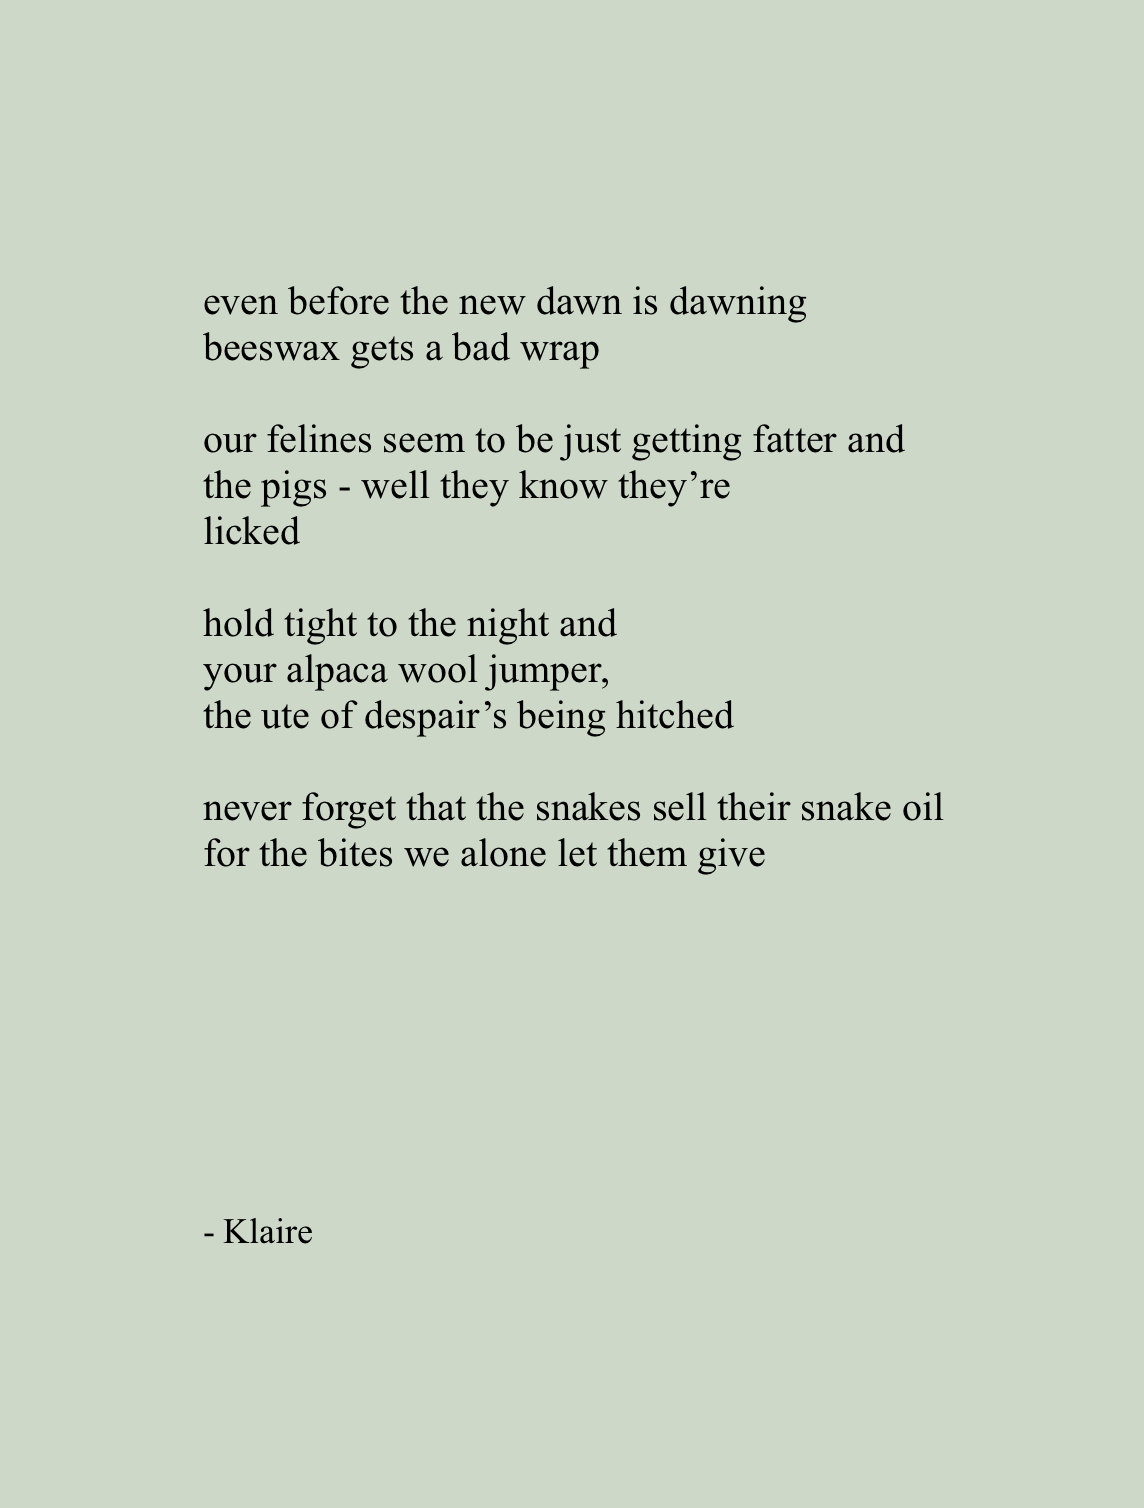 even before the new dawn is dawning
beeswax gets a bad wrap
our felines seem to be just getting fatter and
the pigs - well they know they’re
licked
hold tight to the night and
your alpaca wool jumper,
the ute of despair’s being hitched
never forget that the snakes sell their snake oil
for the bites we alone let them give
- Klaire